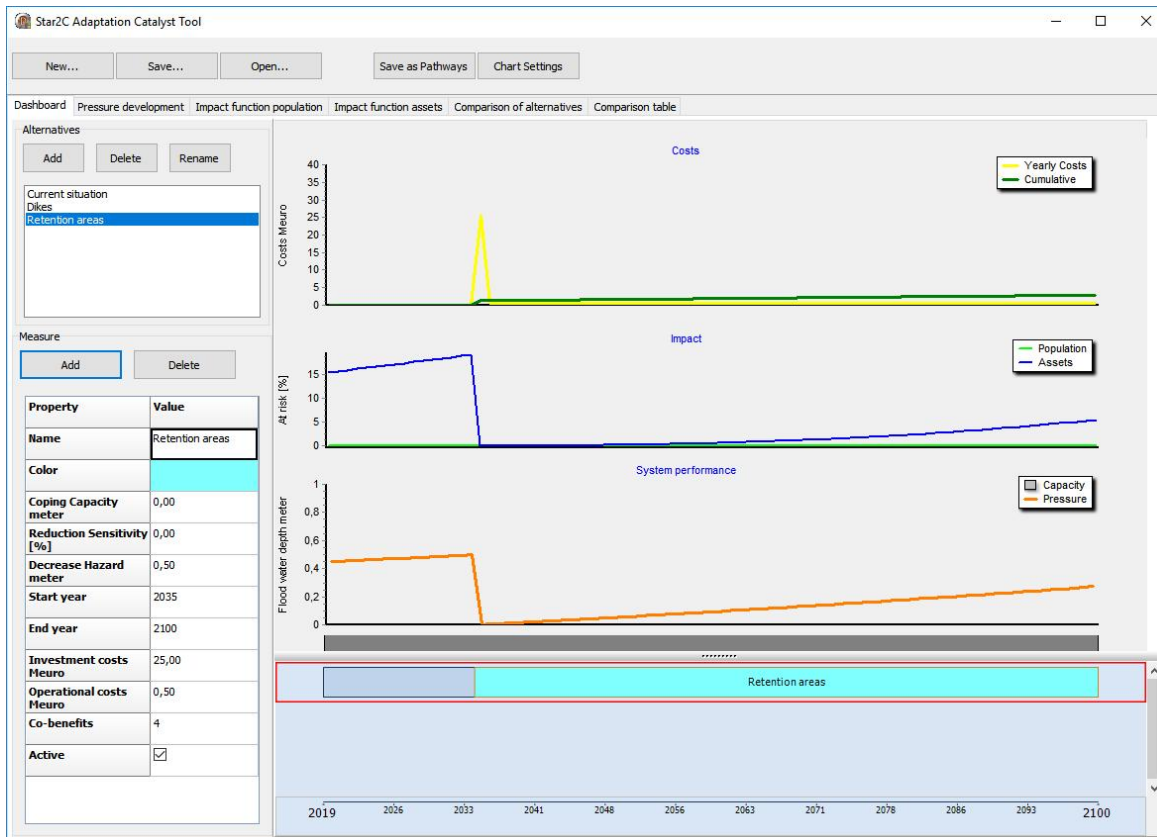 Star2C Adaptation Catalyst Tool
New...
Save...
Open...
Save as Pathways
Chart Settings
Dashboard
Pressure development
Impact function population
Impact function assets
Comparison of alternatives
Comparison table
Alternatives
Add
Delete
Rename
Current situation
Dikes
Retention areas
Measure
Add
Delete
Property Value
Name Retention areas
Color
Coping Capacity
meter
0,00
Reduction Sensitivity
[%]
0,00
Decrease Hazard
meter
0,50
Start year 2035
End year 2100
Investment costs
Meuro
25,00
Operational costs
Meuro
0,50
Co-benefits 4
Active
Costs
Costs Meuro
40
35
30
25
20
15
10
5
0
Yearly Costs
Cumulative
Impact
At risk [%]
15
10
5
0
Population
Assets
System performance
Flood water depth meter
1
0,8
0,6
0,4
0,2
0
Capacity
Pressure
Retention areas
2019 2026 2033 2041 2048 2056 2063 2071 2078 2086 2093 2100